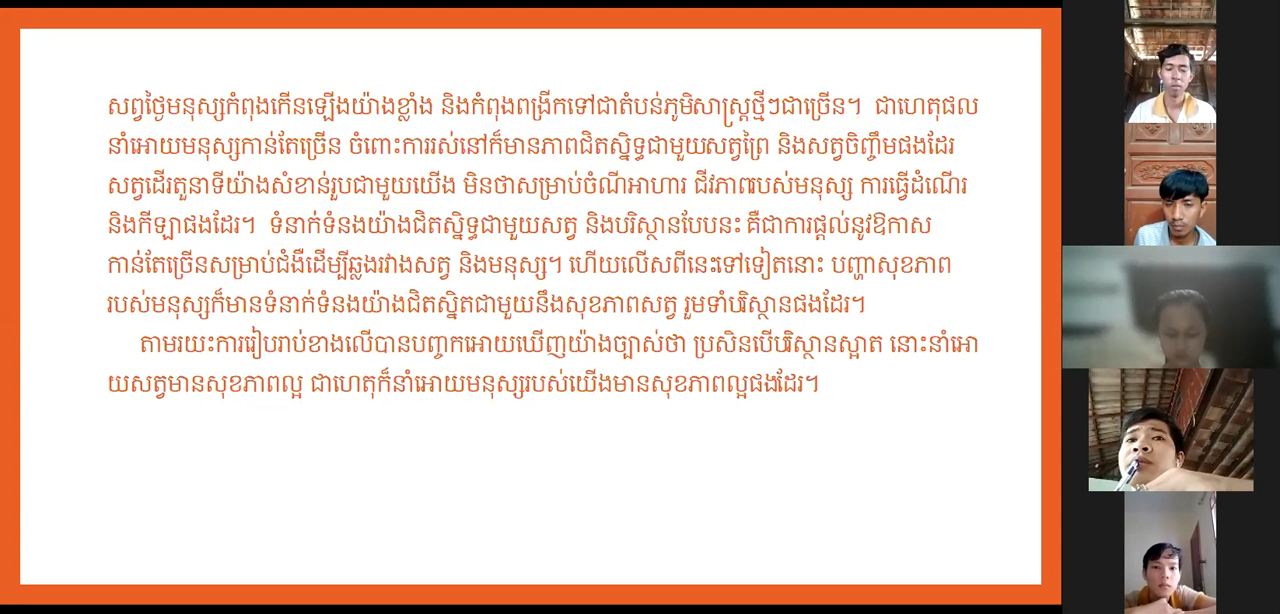 សព្វថ្ងៃមនុស្សកំពុងកើនឡើងយ៉ាងខ្លាំង និងកំពុងពង្រីកទៅជាតំបន់ភូមិសាស្ត្រថ្មីៗជាច្រើន។ ជាហេតុផល
នាំអោយមនុស្សកាន់តែច្រើន ចំពោះការរស់នៅក៏មានភាពជិតស្និទ្ធជាមួយសត្វព្រៃ និងសត្វចិញ្ចឹមផងដែរ
សត្វដើរតួនាទីយ៉ាងសំខាន់រួបជាមួយយើង មិនថាសម្រាប់ចំណីអាហារ ជីវភាពរបស់មនុស្ស ការធ្វើដំណើរ
និងកីឡាផងដែរ។ ទំនាក់ទំនងយ៉ាងជិតស្និទ្ធជាមួយសត្វ និងបរិស្ថានបែបនះ គឺជាការផ្តល់នូវឱកាស
កាន់តែច្រើនសម្រាប់ជំងឺដើម្បីឆ្លងរវាងសត្វ និងមនុស្ស។ ហើយលើសពីនេះទៅទៀតនោះ បញ្ហាសុខភាព
របស់មនុស្សក៏មានទំនាក់ទំនងយ៉ាងជិតស្និតជាមួយនឹងសុខភាពសត្វ រួមទាំបរិស្ថានផងដែរ។
តាមរយះការរៀបរាប់ខាងលើបានបញ្ចកអោយឃើញយ៉ាងច្បាស់ថា ប្រសិនបើបរិស្ថានស្អាត នោះនាំអោ
យសត្វមានសុខភាពល្អ ជាហេតុក៏នាំអោយមនុស្សរបស់យើងមានសុខភាពល្អផងដែរ។